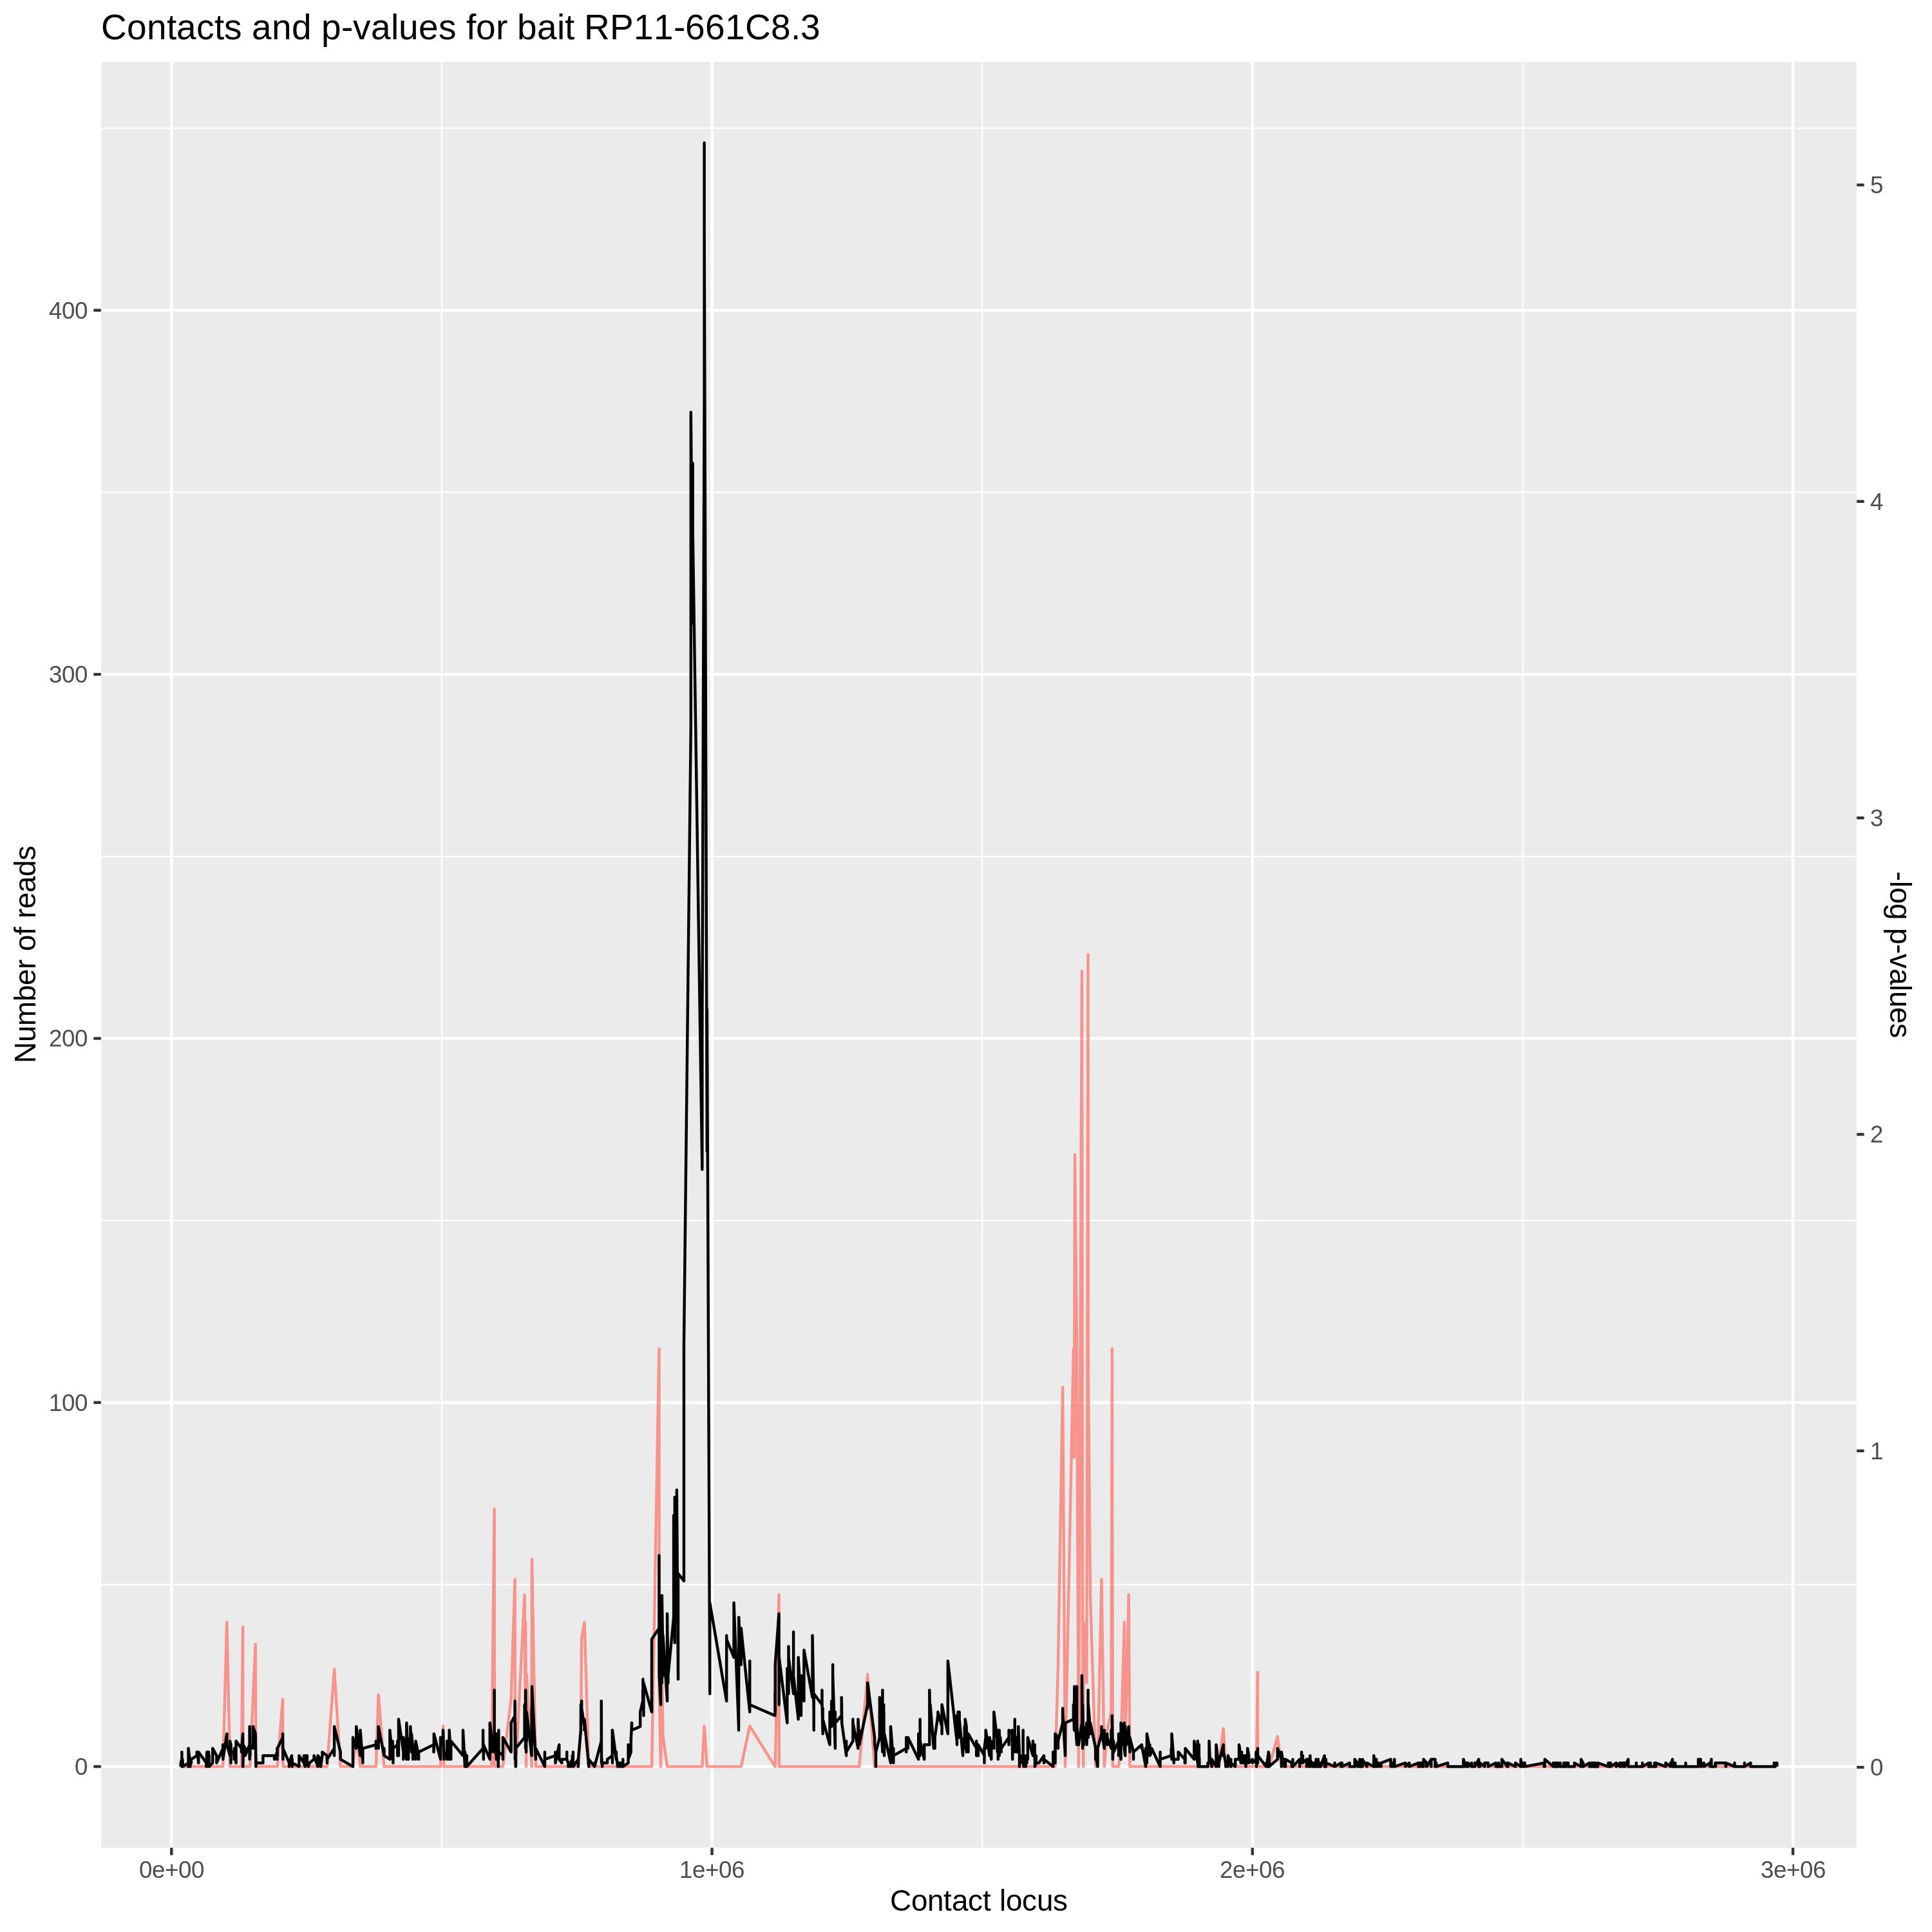 Contacts and p-values for bait RP11-661C8.3
Number of reads
400
300
200
100
0
5
4
3
2
1
0
-log p-values
0e+00
1e+06
2e+06
3e+06
Contact locus